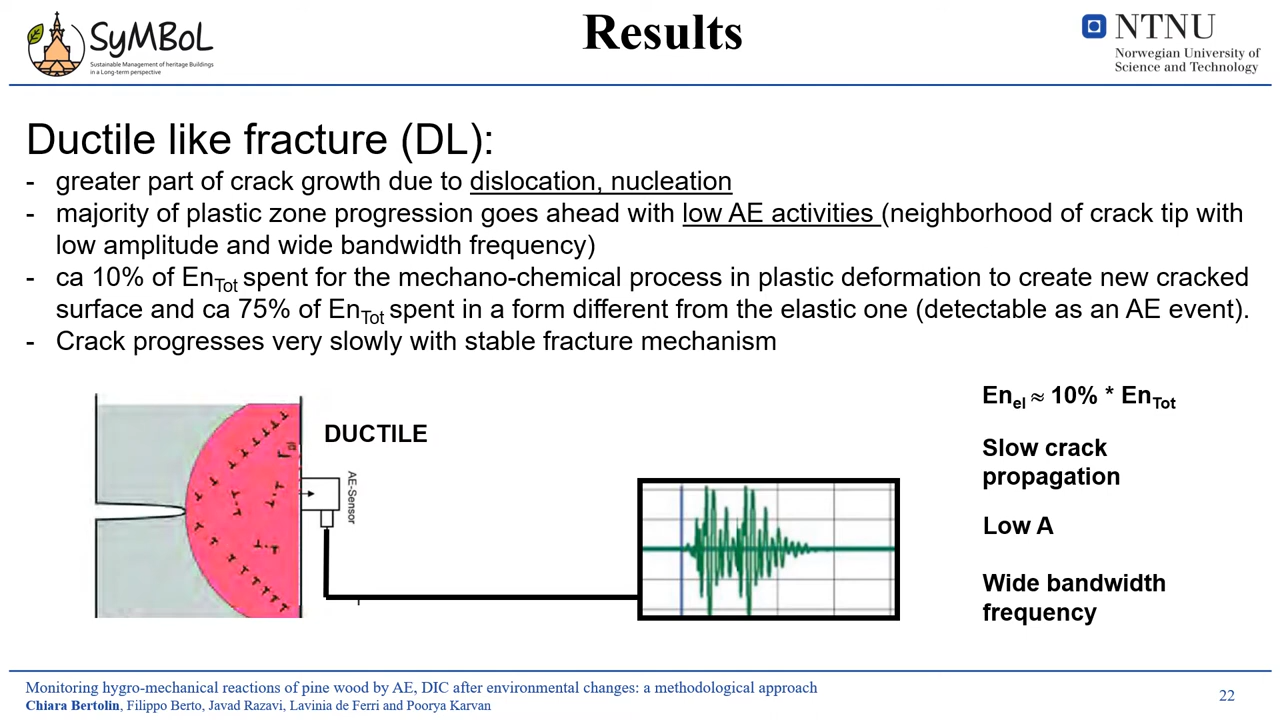 SyMBoL
Sustainable Management of heritage Buildings
in a Long-term perspective
Results
NTNU
Norwegian University of
Science and Technology
Ductile like fracture (DL):
- greater part of crack growth due to dislocation, nucleation
- majority of plastic zone progression goes ahead with low AE activities (neighborhood of crack tip with
low amplitude and wide bandwidth frequency)
- ca 10% of EnTot spent for the mechano-chemical process in plastic deformation to create new cracked
surface and ca 75% of EnTot spent in a form different from the elastic one (detectable as an AE event).
- Crack progresses very slowly with stable fracture mechanism
DUCTILE
ral
AE-Sensor
Enel ≈ 10% * EnTot
Slow crack
propagation
Low A
Wide bandwidth
frequency
Monitoring hygro-mechanical reactions of pine wood by AE, DIC after environmental changes: a methodological approach
Chiara Bertolin, Filippo Berto, Javad Razavi, Lavinia de Ferri and Poorya Karvan
22